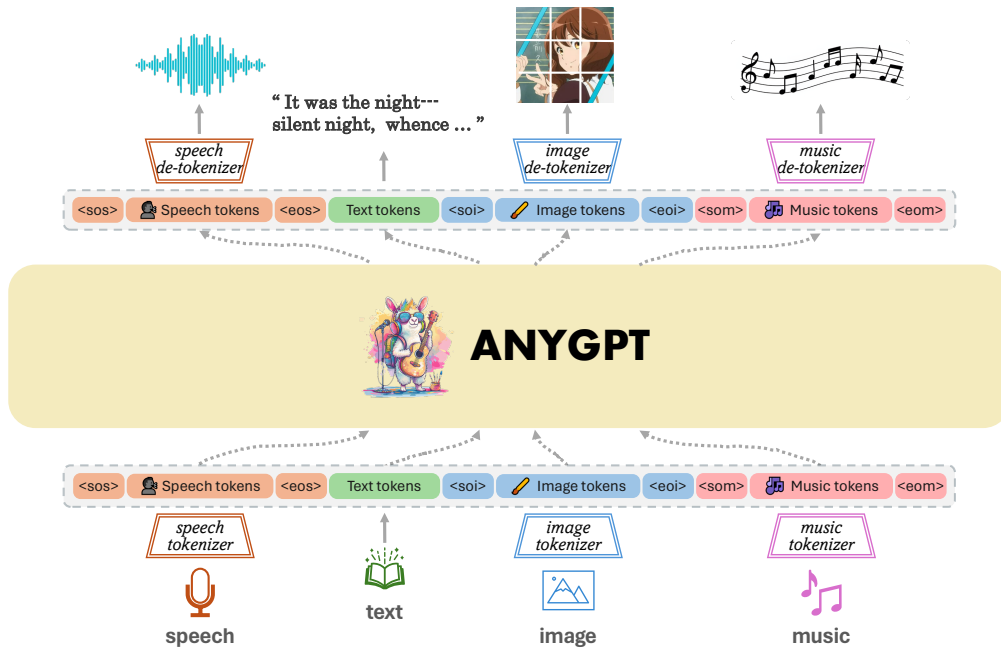 “ It was the night---
silent night, whence ... ”
speech
de-tokenizer
image
de-tokenizer
music
de-tokenizer
<sos> Speech tokens <eos> Text tokens <soi> Image tokens <eoi> <som> Music tokens <eom>
ANYGPT
<sos> Speech tokens <eos> Text tokens <soi> Image tokens <eoi> <som> Music tokens <eom>
speech
tokenizer
image
tokenizer
music
tokenizer
text
speech
image
music